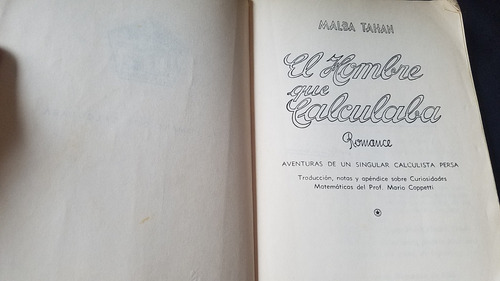 MALBA TAHAN
El Hombre
que
Calculaba
Romance
AVENTURAS DE UN SINGULAR CALCULISTA PERSA
Traducción, notas y apéndice sobre Curiosidades
Matemáticas del Prof. Mario Coppetti